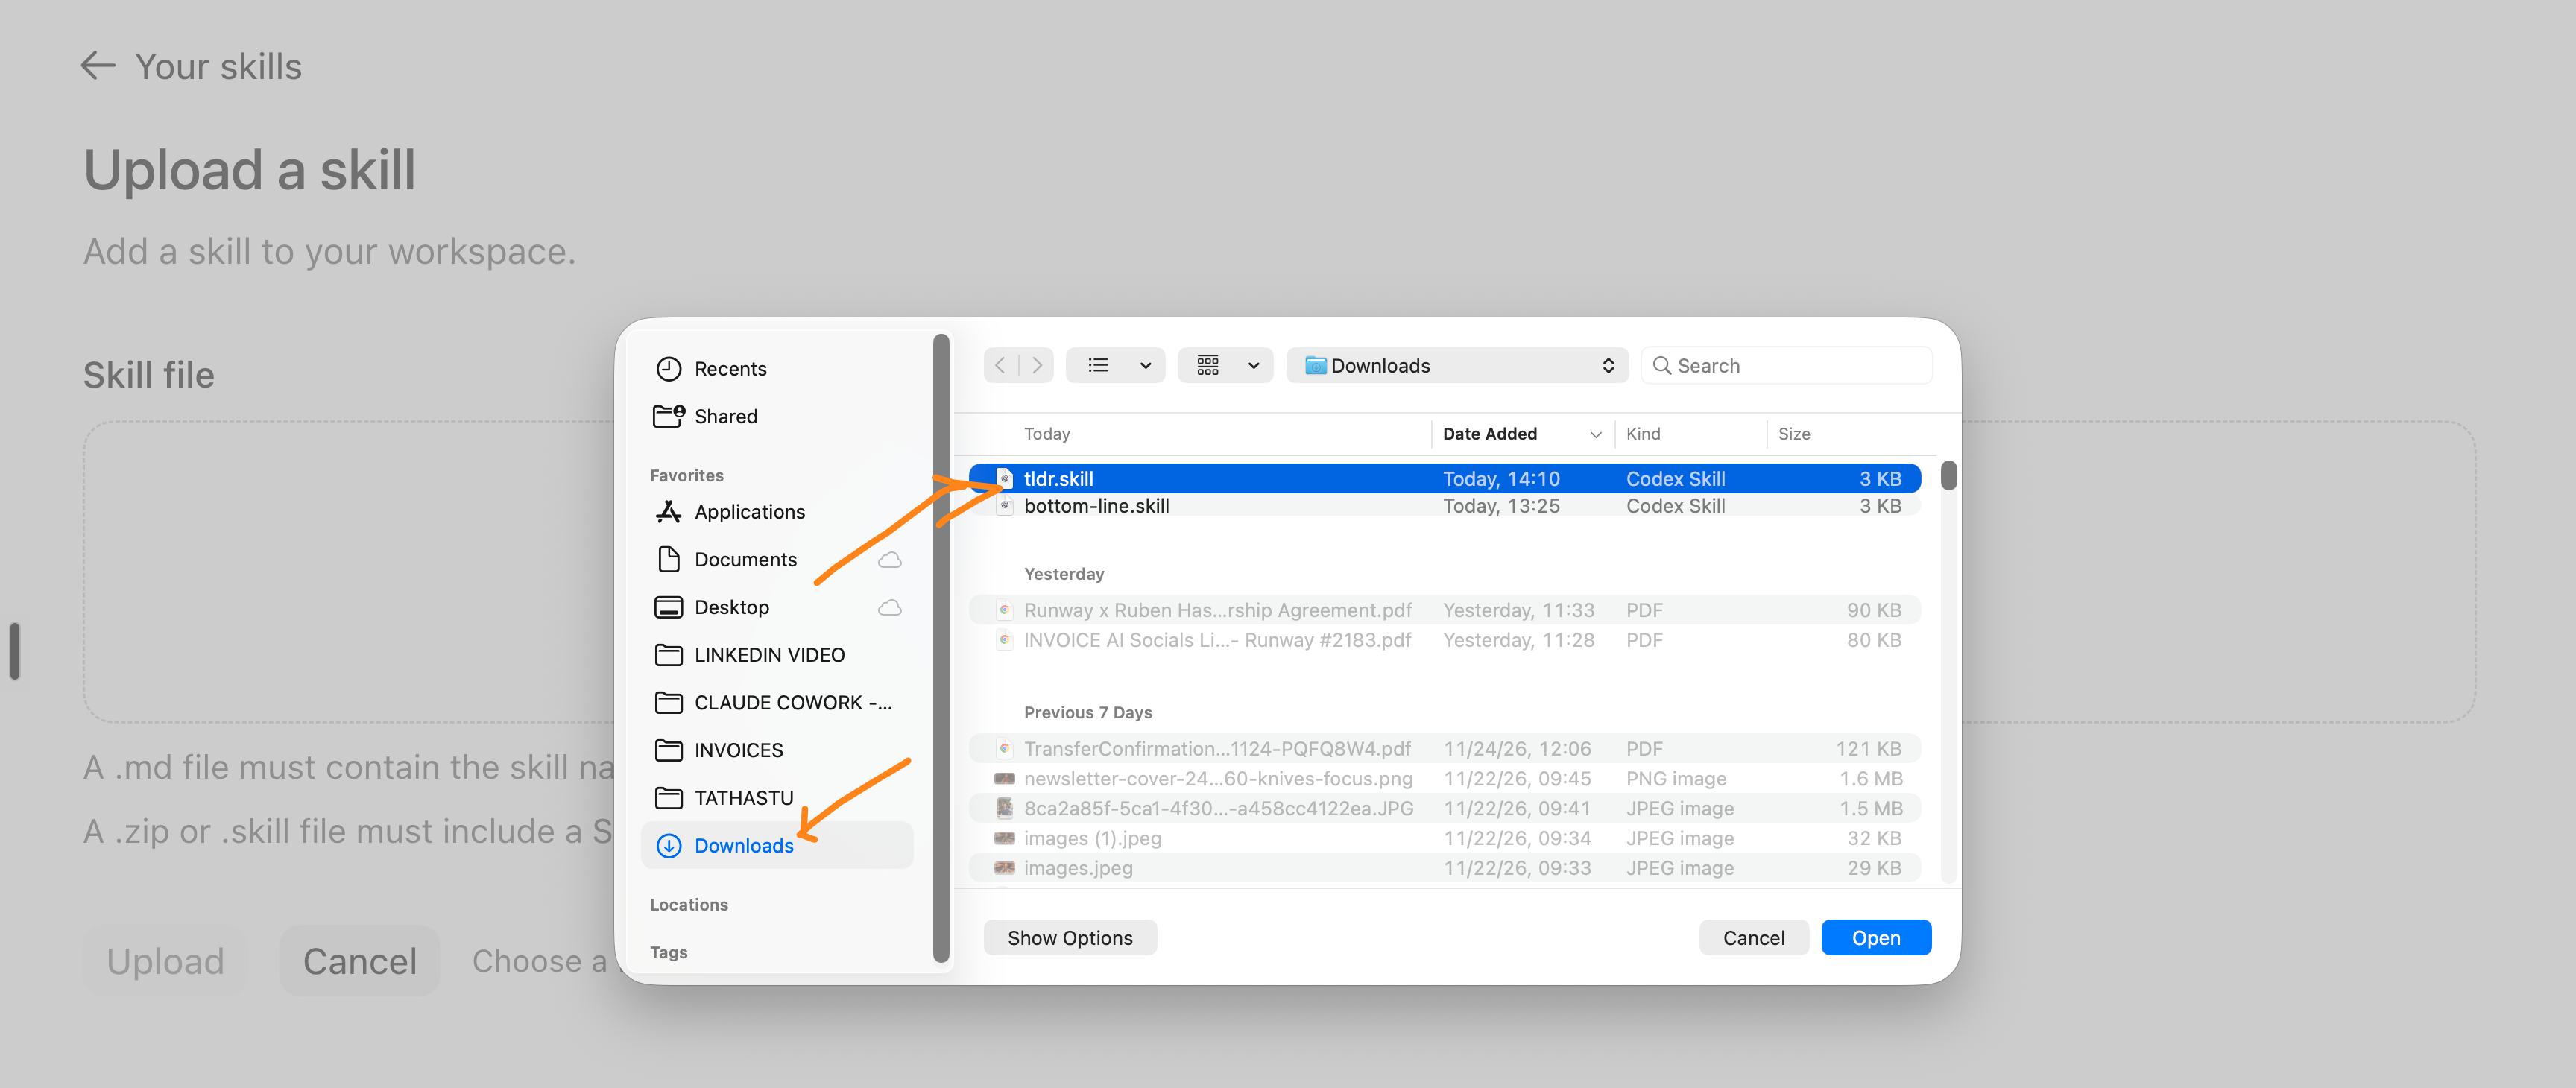 Your skills
Upload a skill
Add a skill to your workspace.
Skill file
A .md file must contain the skill na
A .zip or .skill file must include a S
Upload
Cancel
Choose a
Recents
Shared
Favorites
Applications
Documents
Desktop
LINKEDIN VIDEO
CLAUDE COWORK -...
INVOICES
TATHASTU
Downloads
Locations
Tags
Downloads
Search
Today Date Added Kind Size
tldr.skill Today, 14:10 Codex Skill 3 KB
bottom-line.skill Today, 13:25 Codex Skill 3 KB
Yesterday
Runway x Ruben Has...rship Agreement.pdf Yesterday, 11:33 PDF 90 KB
INVOICE AI Socials Li...- Runway #2183.pdf Yesterday, 11:28 PDF 80 KB
Previous 7 Days
TransferConfirmation...1124-PQFQ8W4.pdf 11/24/26, 12:06 PDF 121 KB
newsletter-cover-24...60-knives-focus.png 11/22/26, 09:45 PNG image 1.6 MB
8ca2a85f-5ca1-4f30...-a458cc4122ea.JPG 11/22/26, 09:41 JPEG image 1.5 MB
images (1).jpeg 11/22/26, 09:34 JPEG image 32 KB
images.jpeg 11/22/26, 09:33 JPEG image 29 KB
Show Options
Cancel
Open